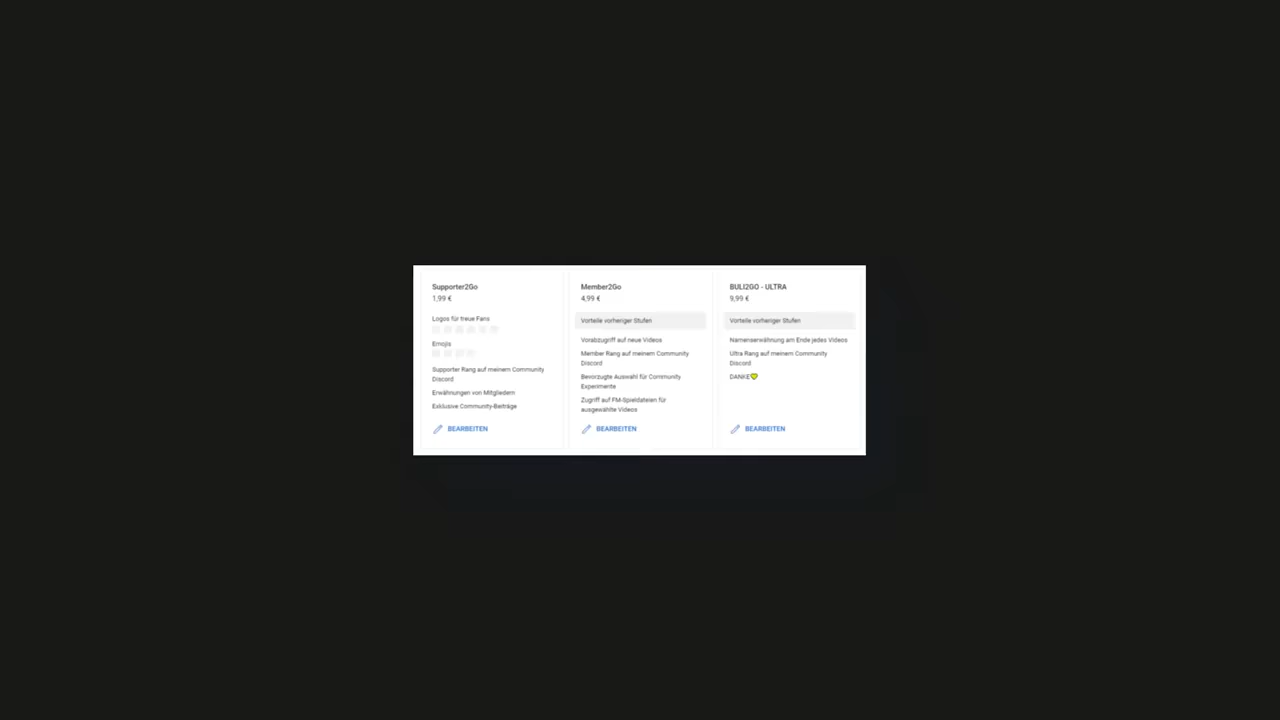 Supporter2Go
1,99 €
Logos für treue Fans
Emojis
Supporter Rang auf meinem Community
Discord
Erwähnungen von Mitgliedern
Exklusive Community-Beiträge
BEARBEITEN
Member2Go
4,99 €
Vorteile vorheriger Stufen
Vorabzugriff auf neue Videos
Member Rang auf meinem Community
Discord
Bevorzugte Auswahl für Community
Experimente
Zugriff auf FM-Spieldateien für
ausgewählte Videos
BEARBEITEN
BULI2GO - ULTRA
9,99 €
Vorteile vorheriger Stufen
Namenserwähnung am Ende jedes Videos
Ultra Rang auf meinem Community
Discord
DANKE💛
BEARBEITEN